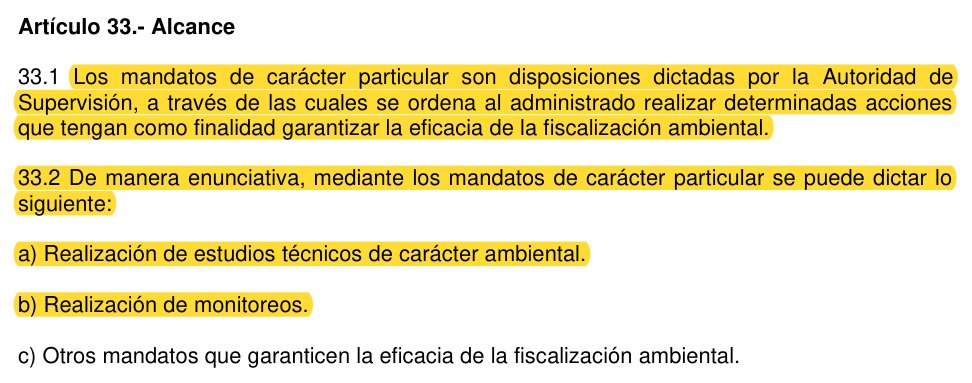 Artículo 33.- Alcance
33.1 Los mandatos de carácter particular son disposiciones dictadas por la Autoridad de
Supervisión, a través de las cuales se ordena al administrado realizar determinadas acciones
que tengan como finalidad garantizar la eficacia de la fiscalización ambiental.
33.2 De manera enunciativa, mediante los mandatos de carácter particular se puede dictar lo
siguiente:
a) Realización de estudios técnicos de carácter ambiental.
b) Realización de monitoreos.
c) Otros mandatos que garanticen la eficacia de la fiscalización ambiental.